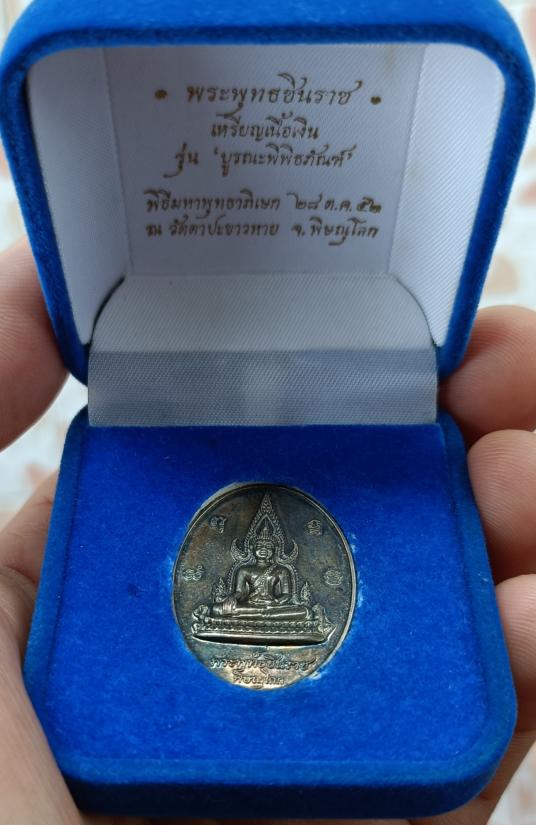 พระพุทธชินราช
เหรียญเนื้อเงิน
รุ่น 'บูรณะพิพิธภัณฑ์'
พิธีมหาพุทธาภิเษก ๒๘ ต.ค. ๕๒
ณ วัดตาปะขาวหาย จ.พิษณุโลก
พระพุทธชินราช
พิษณุโลก